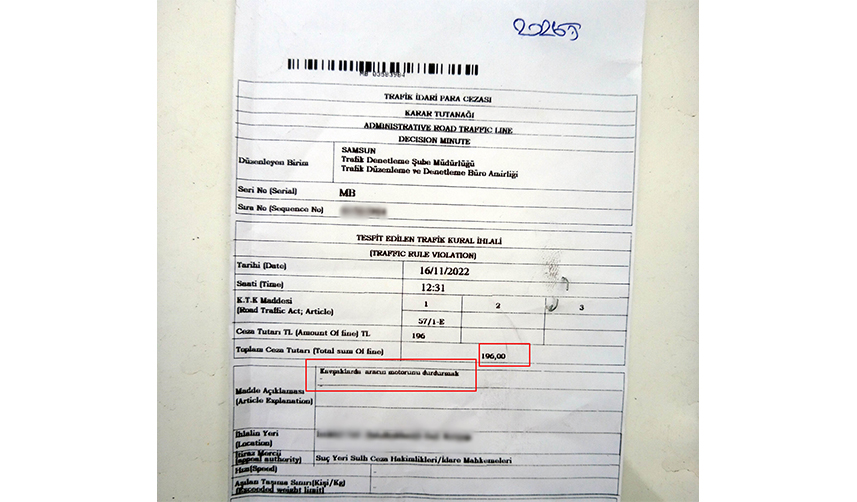 TRAFİK İDARİ PARA CEZASI
KARAR TUTANAĞI
ADMINISTRATIVE ROAD TRAFFIC LINE
DECISION MINUTE
Düzenleyen Birim
SAMSUN
Trafik Denetleme Şube Müdürlüğü
Trafik Düzenleme ve Denetleme Büro Amirliği
Seri No (Serial) MB
Sıra No (Sequence No)
TESPİT EDİLEN TRAFİK KURAL İHLALİ
(TRAFFIC RULE VIOLATION)
Tarihi (Date) 16/11/2022
Saati (Time) 12:31
K.T.K Maddesi
(Road Traffic Act; Article)
1 2 3
57/1-E
Ceza Tutarı TL (Amount Of fine) TL 196
Toplam Ceza Tutarı (Total sum Of fine) 196,00
Kavşaklarda aracın motorunu durdurmak
-
-
Madde Açıklaması
(Article Explanation)
İhlalin Yeri
(Location)
İtiraz Mercii
(appeal authority) Suç Yeri Sulh Ceza Hakimlikleri/İdare Mahkemeleri
Hızı(Speed) -
Aşılan Taşıma Sınırı(Kişi/Kg)
(Exceeded weight limit) -